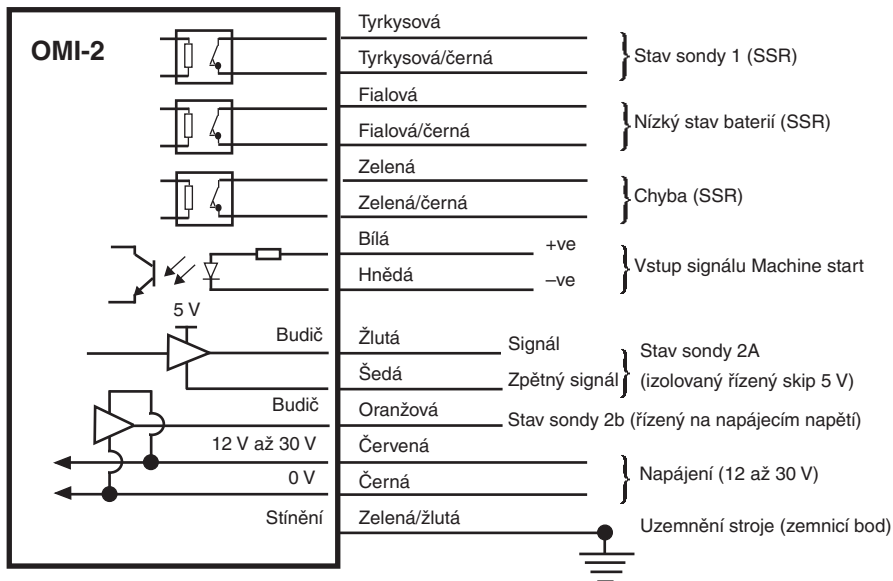 OMI-2
Tyrkysová
Tyrkysová/černá
Stav sondy 1 (SSR)
Fialová
Fialová/černá
Nízký stav baterií (SSR)
Zelená
Zelená/černá
Chyba (SSR)
Bílá
+ve
Hnědá
–ve
Vstup signálu Machine start
5 V
Budič
Žlutá
Signál
Šedá
Zpětný signál
Stav sondy 2A
(izolovaný řízený skip 5 V)
Budič
Oranžová
Stav sondy 2b (řízený na napájecím napětí)
12 V až 30 V
Červená
0 V
Černá
Napájení (12 až 30 V)
Stínění
Zelená/žlutá
Uzemnění stroje (zemnicí bod)